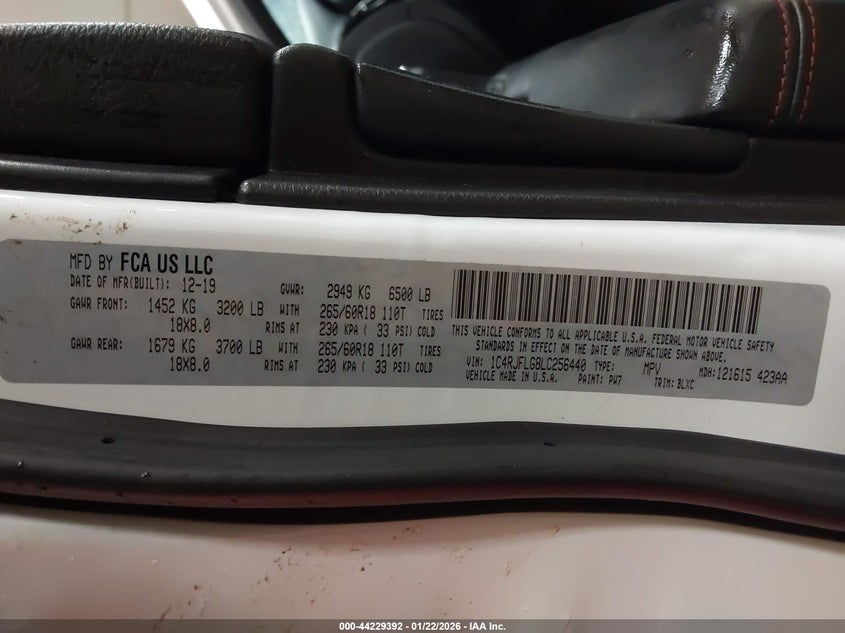 MFD BY FCA US LLC
DATE OF MFR(BUILT): 12-19 GVWR: 2949 KG 6500 LB
GAWR FRONT: 1452 KG 3200 LB WITH 265/60R18 110T TIRES
18X8.0 RIMS AT 230 KPA ( 33 PSI) COLD
GAWR REAR: 1679 KG 3700 LB WITH 265/60R18 110T TIRES
18X8.0 RIMS AT 230 KPA ( 33 PSI) COLD
THIS VEHICLE CONFORMS TO ALL APPLICABLE U.S.A. FEDERAL MOTOR VEHICLE SAFETY
STANDARDS IN EFFECT ON THE DATE OF MANUFACTURE SHOWN ABOVE.
VIN: 1C4RJFLG8LC256440 TYPE: MPV MDH: 121615 423AA
VEHICLE MADE IN U.S.A. PAINT: PW7 TRIM: BLXC
000-44229392 - 01/22/2026 - IAA Inc.